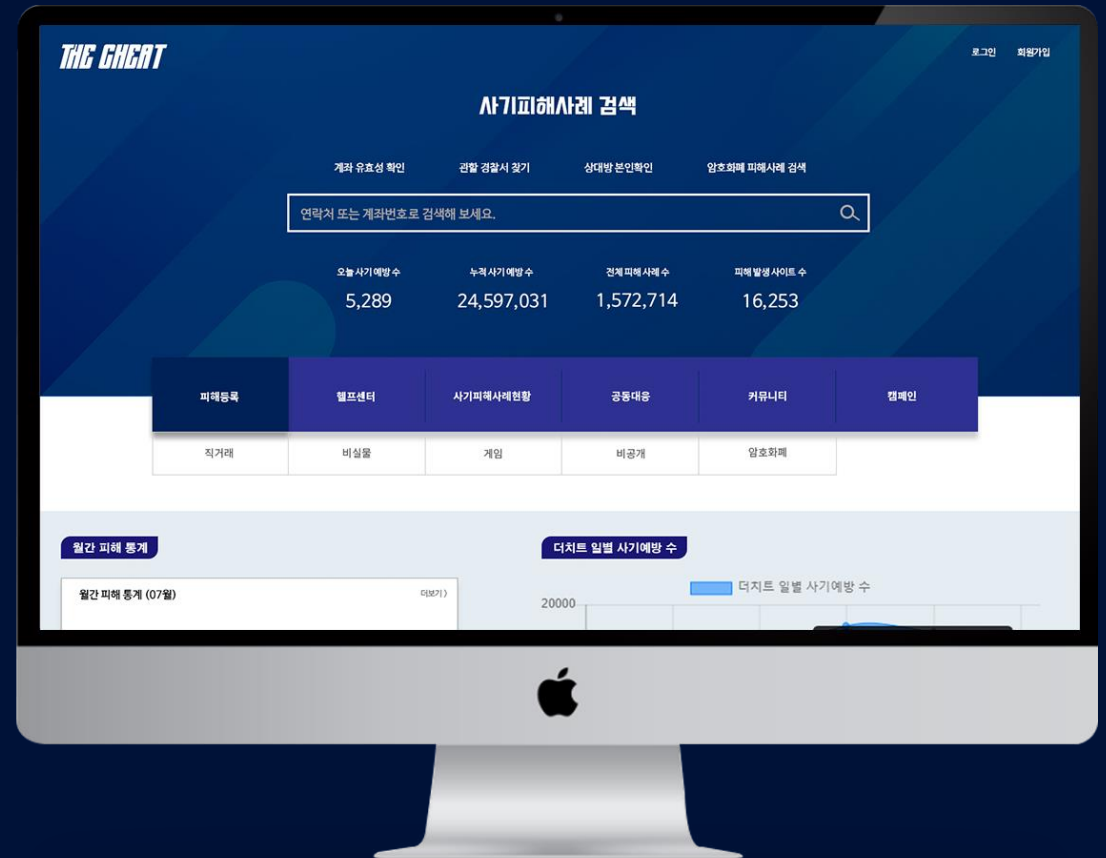 THE CHEAT
로그인 회원가입
사기피해사례 검색
계좌 유효성 확인 관할 경찰서 찾기 상대방 본인확인 암호화폐 피해사례 검색
연락처 또는 계좌번호로 검색해 보세요.
오늘 사기 예방 수 누적 사기 예방 수 전체 피해 사례 수 피해 발생 사이트 수
5,289 24,597,031 1,572,714 16,253
피해등록 헬프센터 사기피해사례현황 공동대응 커뮤니티 캠페인
직거래 비실물 게임 비공개 암호화폐
월간 피해 통계 더치트 일별 사기예방 수
월간 피해 통계 (07월) 더보기 〉
더치트 일별 사기예방 수
20000